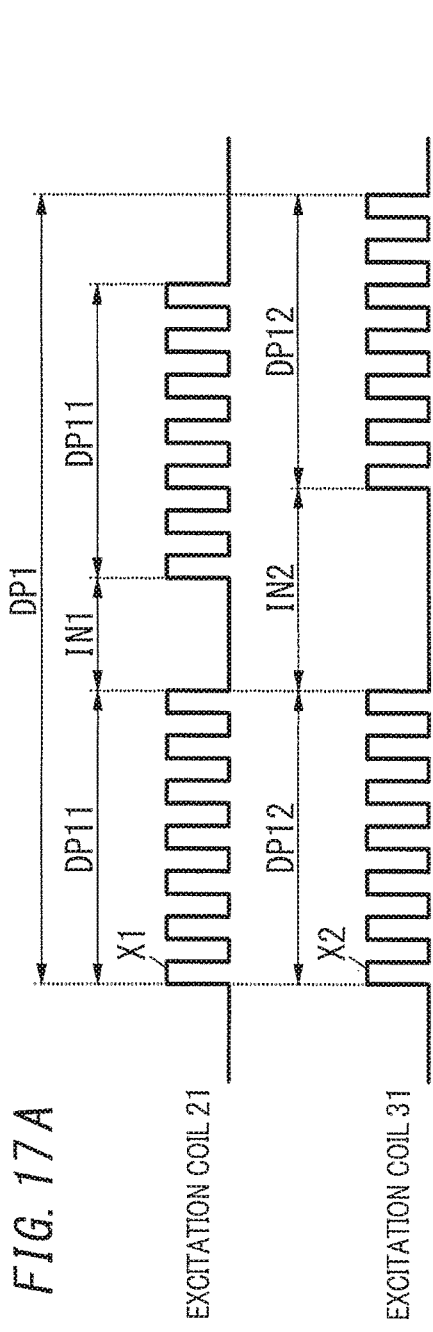 FIG. 17A
DP1
DP11
IN1
DP11
X1
EXCITATION COIL 21
DP12
IN2
DP12
X2
EXCITATION COIL 31